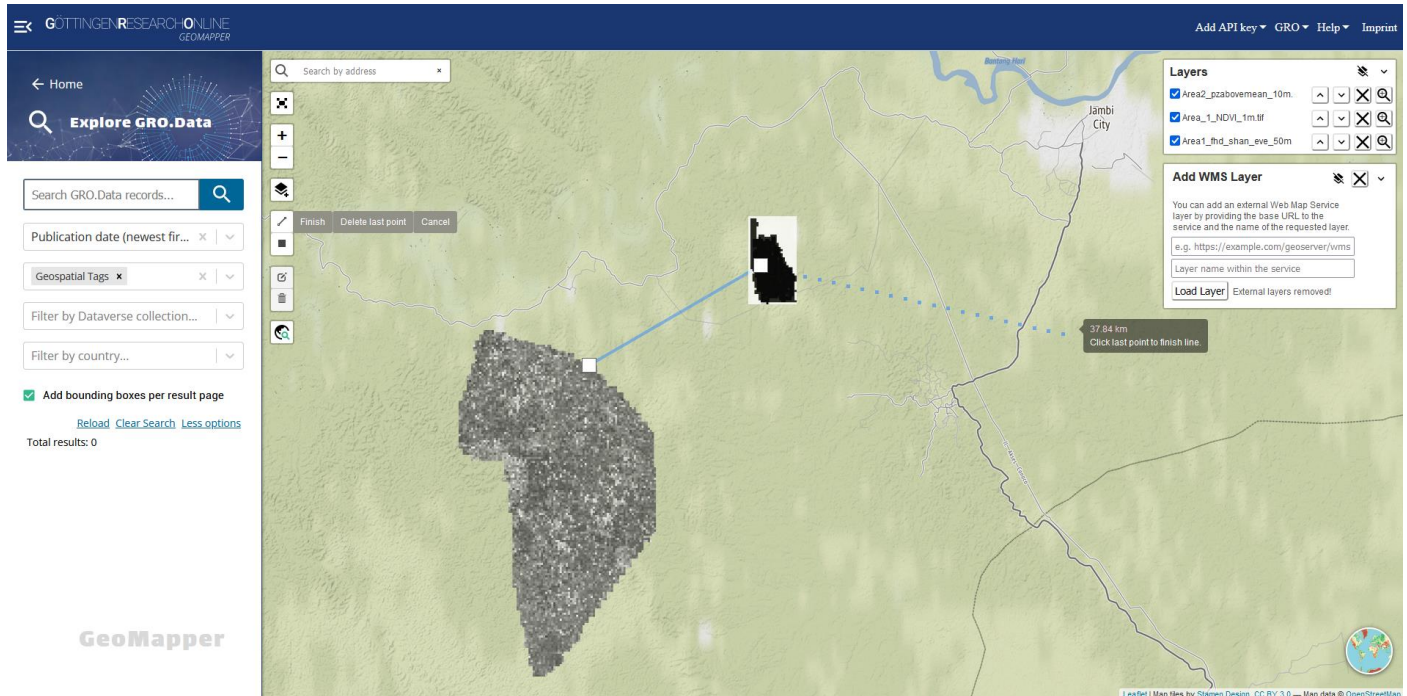 GÖTTINGENRESEARCHONLINE
GEOMAPPER
Add API key
GRO
Help
Imprint
Home
Explore GRO.Data
Search GRO.Data records...
Publication date (newest fir... ×
Geospatial Tags × ×
Filter by Dataverse collection...
Filter by country...
Add bounding boxes per result page
Reload Clear Search Less options
Total results: 0
GeoMapper
Search by address ×
+
−
Finish Delete last point Cancel
Batang Hari
Jambi
City
37.84 km
Click last point to finish line.
Layers
Area2_pzabovemean_10m.
Area_1_NDVI_1m.tif
Area1_fhd_shan_eve_50m
Add WMS Layer
You can add an external Web Map Service
layer by providing the base URL to the
service and the name of the requested layer.
e.g. https://example.com/geoserver/wms
Layer name within the service
Load Layer External layers removed!
Leaflet | Map tiles by Stamen Design, CC BY 3.0 — Map data © OpenStreetMap